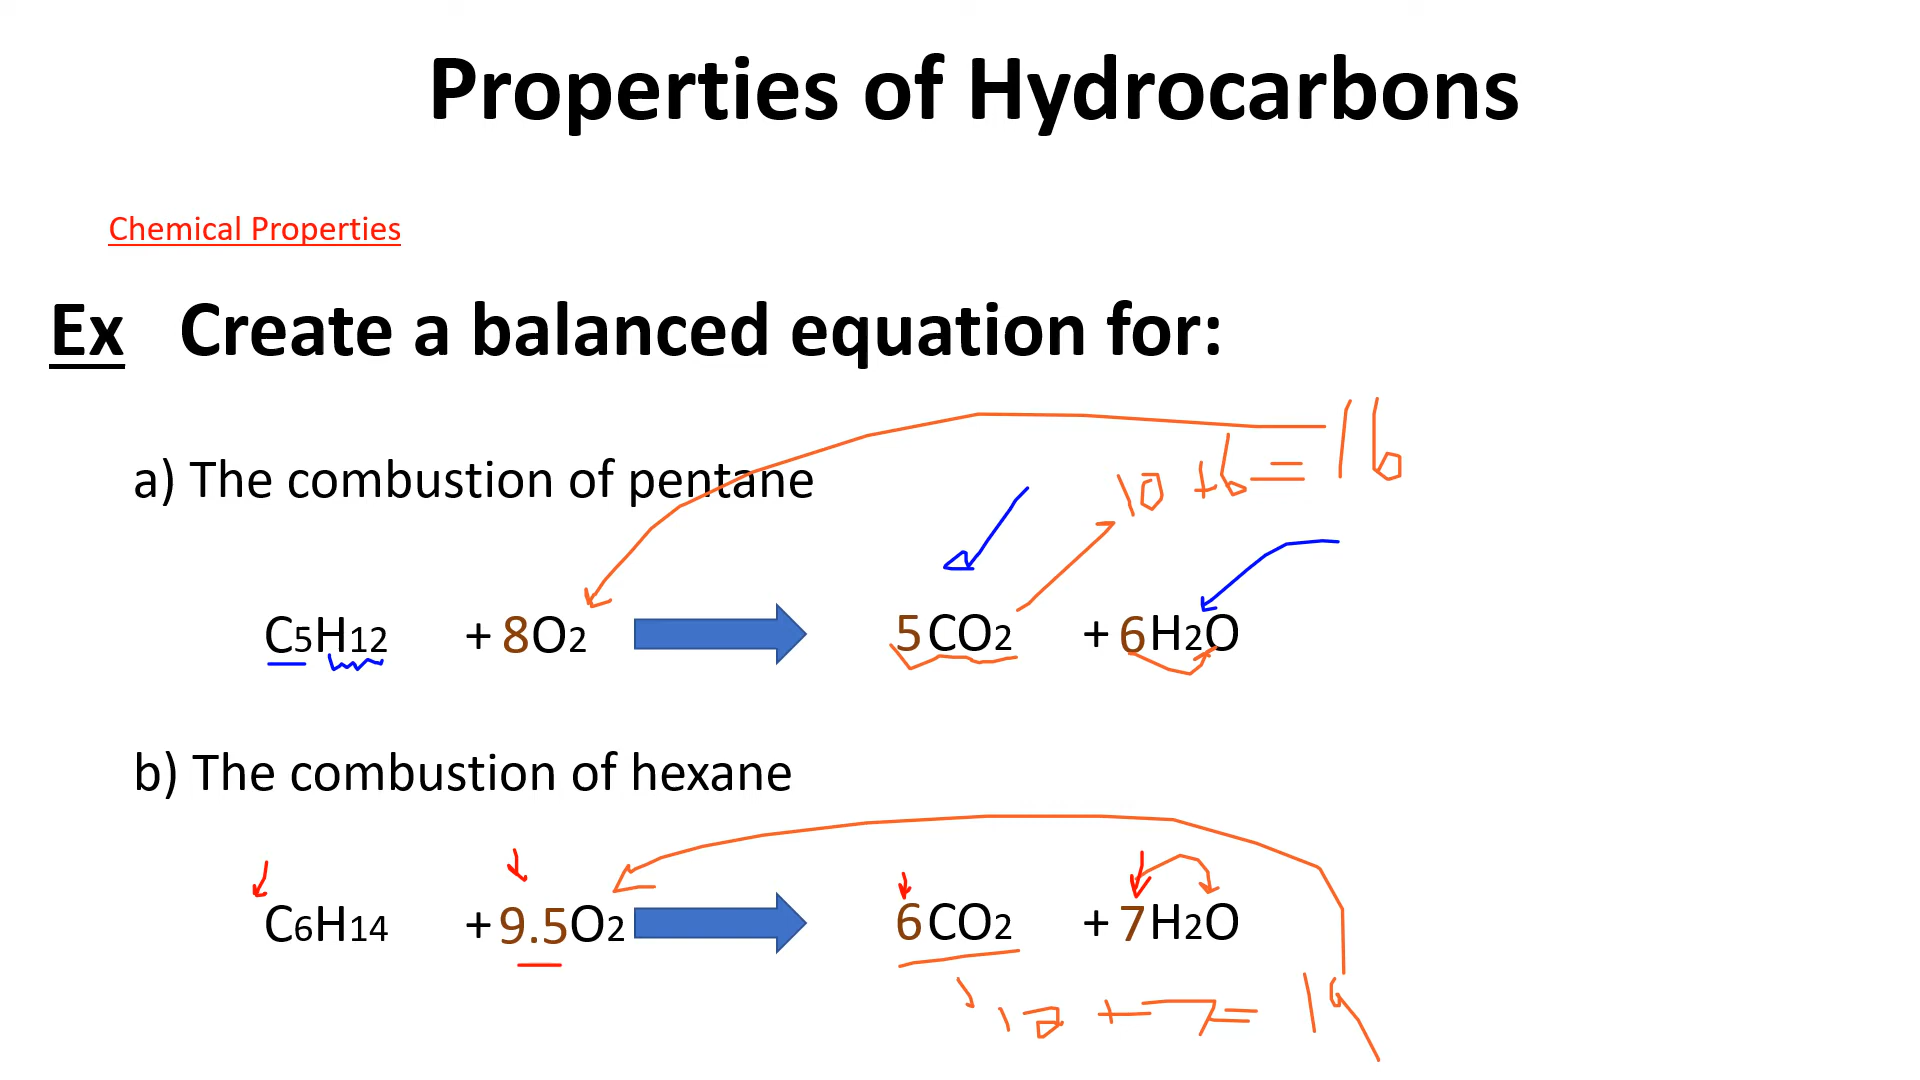 Properties of Hydrocarbons
Chemical Properties
Ex Create a balanced equation for:
a) The combustion of pentane
10 + 6 = 16
C5H12 + 8O2 5CO2 + 6H2O
b) The combustion of hexane
C6H14 + 9.5O2 6CO2 + 7H2O
12 + 7 = 19